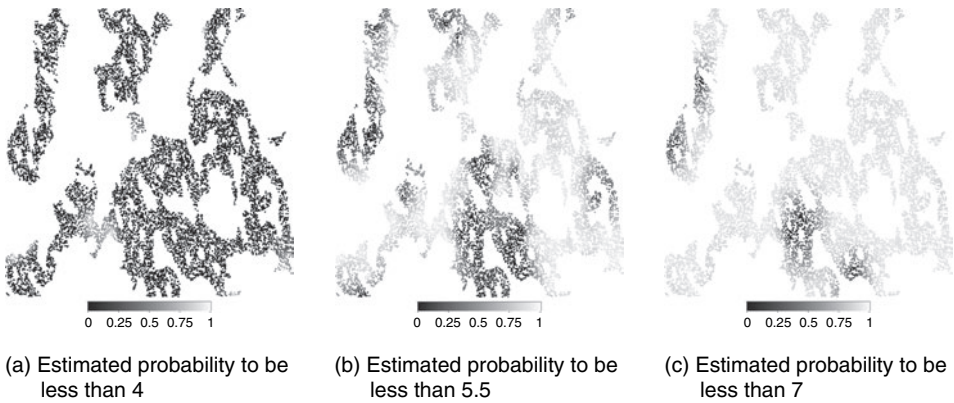 0 0.25 0.5 0.75 1
0 0.25 0.5 0.75 1
0 0.25 0.5 0.75 1
(a) Estimated probability to be
less than 4
(b) Estimated probability to be
less than 5.5
(c) Estimated probability to be
less than 7